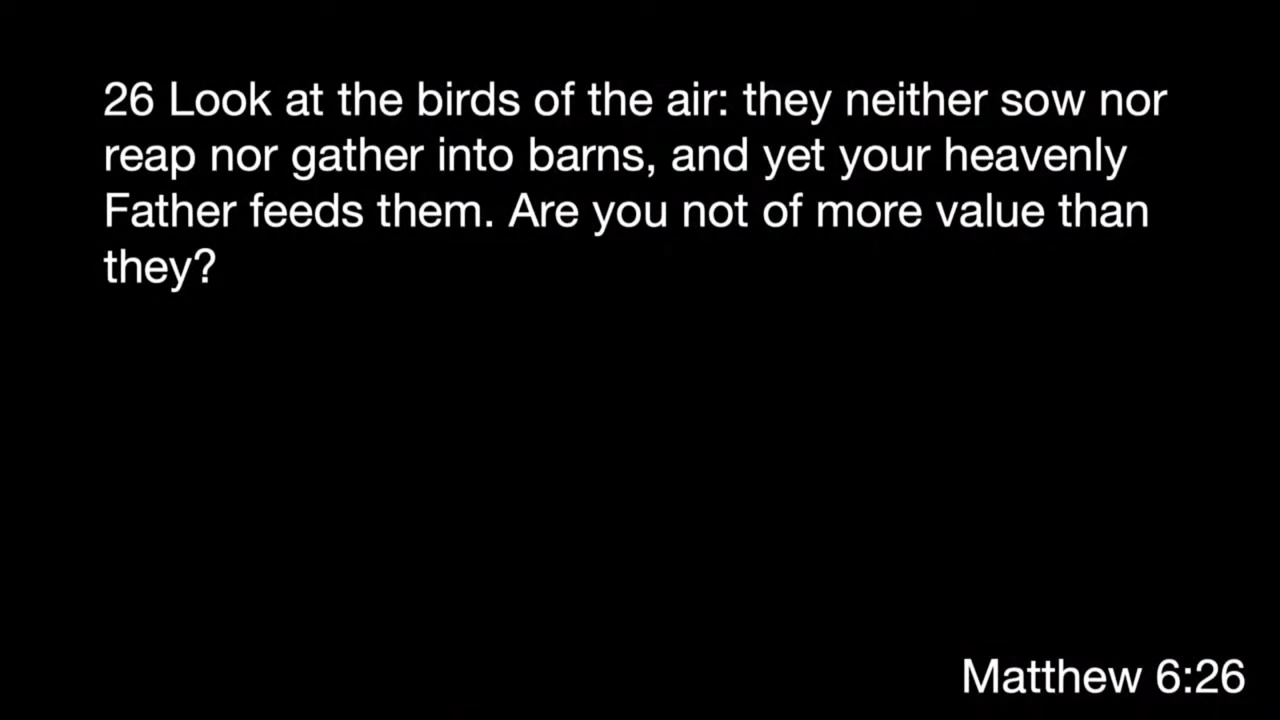 26 Look at the birds of the air: they neither sow nor
reap nor gather into barns, and yet your heavenly
Father feeds them. Are you not of more value than
they?
Matthew 6:26